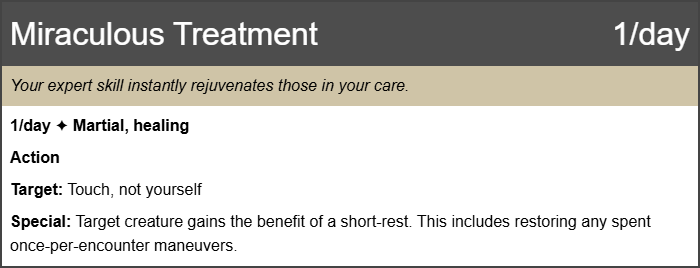 Miraculous Treatment 1/day
Your expert skill instantly rejuvenates those in your care.
1/day ✦ Martial, healing
Action
Target: Touch, not yourself
Special: Target creature gains the benefit of a short-rest. This includes restoring any spent
once-per-encounter maneuvers.